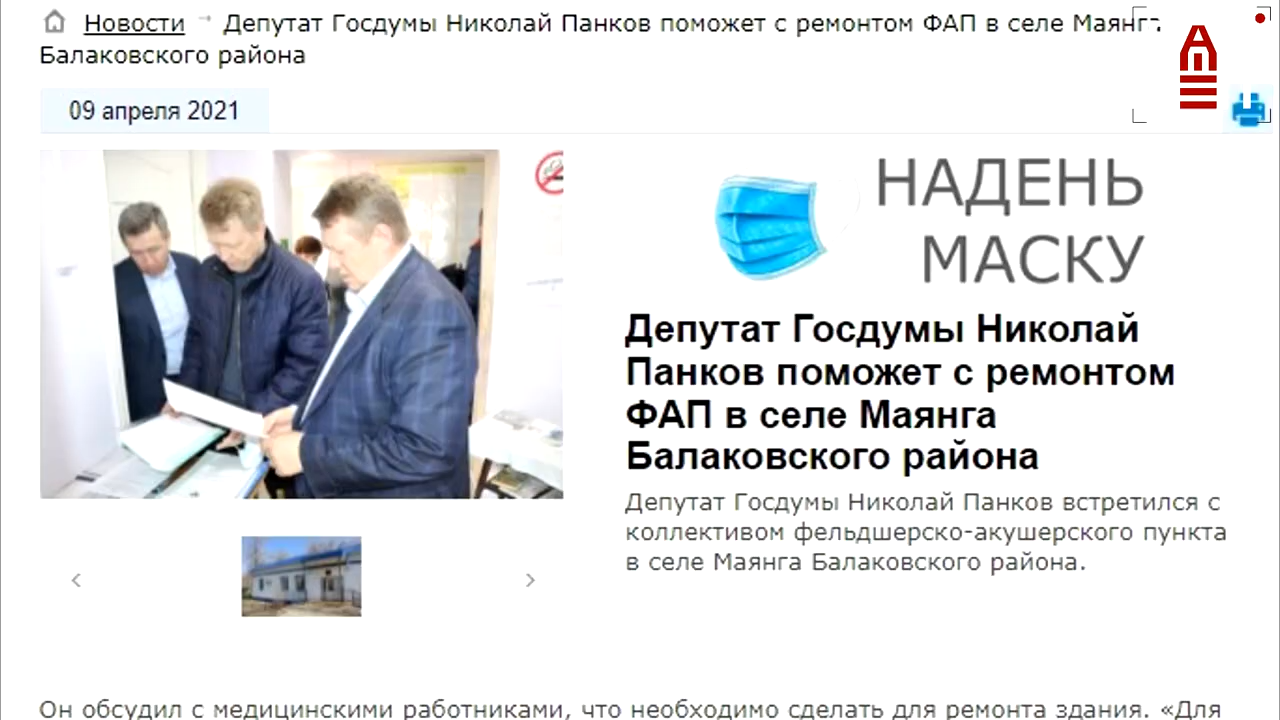 Новости → Депутат Госдумы Николай Панков поможет с ремонтом ФАП в селе Маянга
Балаковского района
09 апреля 2021
НАДЕНЬ
МАСКУ
Депутат Госдумы Николай
Панков поможет с ремонтом
ФАП в селе Маянга
Балаковского района
Депутат Госдумы Николай Панков встретился с
коллективом фельдшерско-акушерского пункта
в селе Маянга Балаковского района.
Он обсудил с медицинскими работниками, что необходимо сделать для ремонта здания. «Для